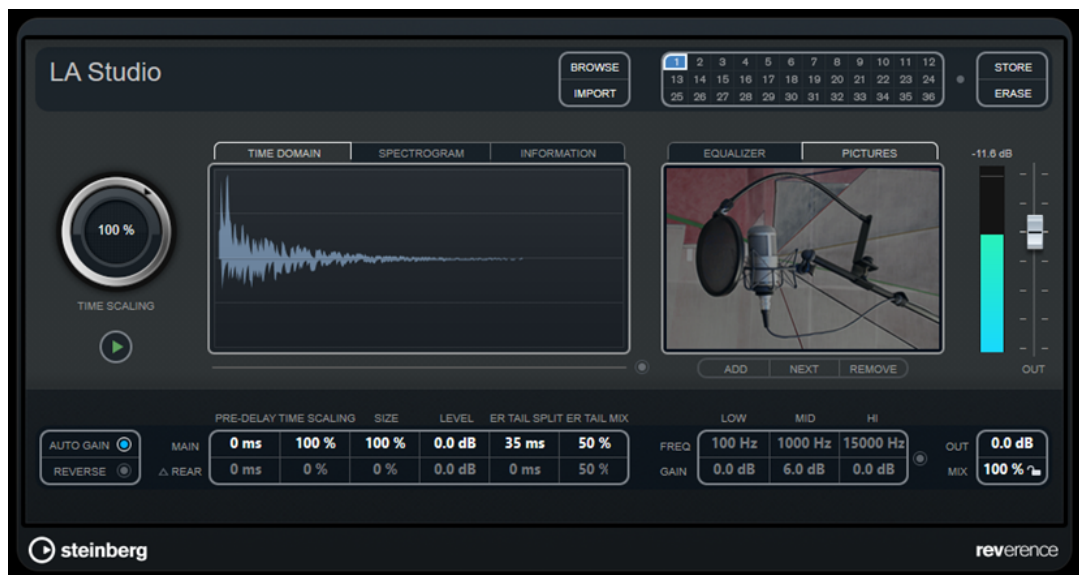 LA Studio
BROWSE
IMPORT
1 2 3 4 5 6 7 8 9 10 11 12
13 14 15 16 17 18 19 20 21 22 23 24
25 26 27 28 29 30 31 32 33 34 35 36
STORE
ERASE
TIME DOMAIN SPECTROGRAM INFORMATION
EQUALIZER PICTURES
-11.6 dB
100 %
TIME SCALING
ADD NEXT REMOVE
OUT
PRE-DELAY TIME SCALING SIZE LEVEL ER TAIL SPLIT ER TAIL MIX
LOW MID HI
AUTO GAIN
REVERSE
MAIN 0 ms 100 % 100 % 0.0 dB 35 ms 50 %
△ REAR 0 ms 0 % 0 % 0.0 dB 0 ms 50 %
FREQ 100 Hz 1000 Hz 15000 Hz
GAIN 0.0 dB 6.0 dB 0.0 dB
OUT 0.0 dB
MIX 100 %
steinberg
reverence